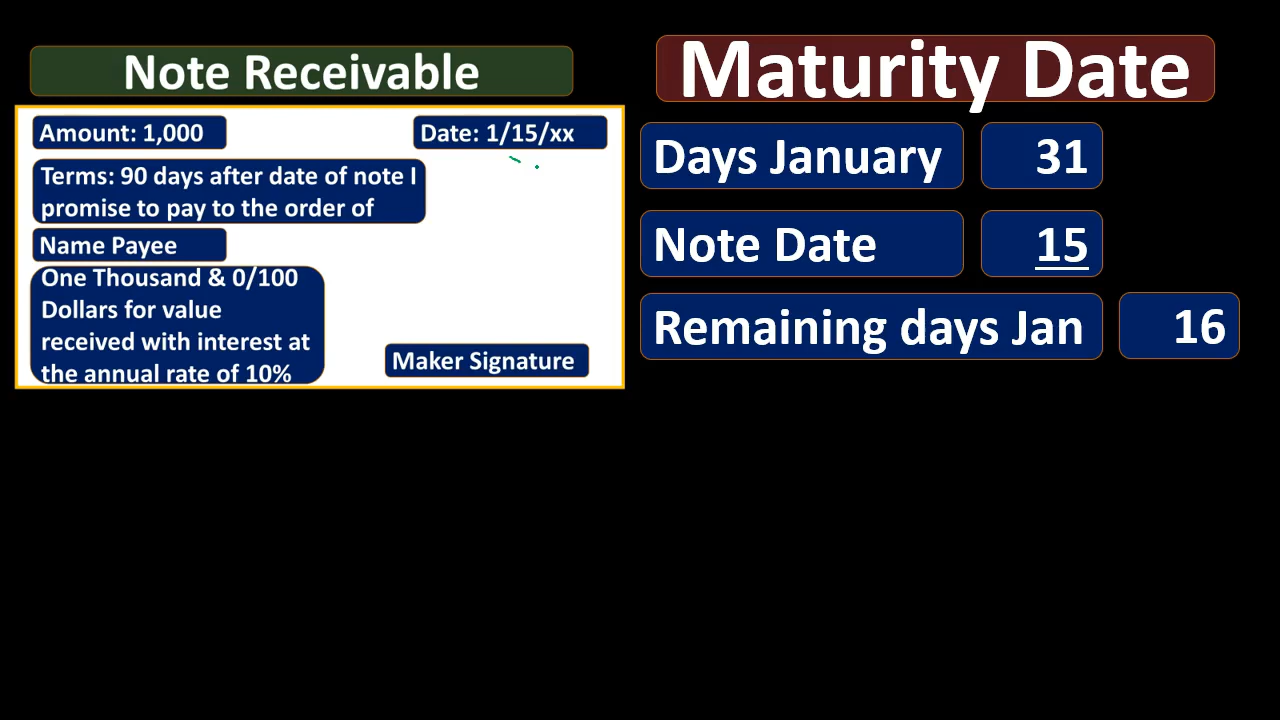 Note Receivable
Amount: 1,000
Date: 1/15/xx
Terms: 90 days after date of note I
promise to pay to the order of
Name Payee
One Thousand & 0/100
Dollars for value
received with interest at
the annual rate of 10%
Maker Signature
Maturity Date
Days January 31
Note Date 15
Remaining days Jan 16